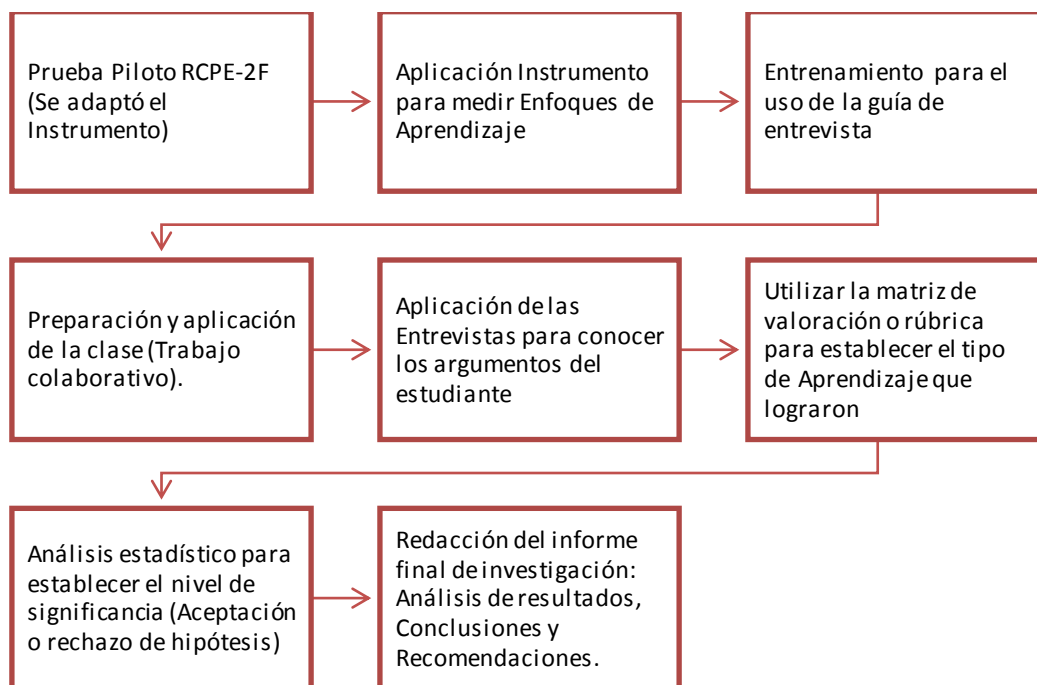 Prueba Piloto RCPE-2F
(Se adaptó el
Instrumento)
Aplicación Instrumento
para medir Enfoques de
Aprendizaje
Entrenamiento para el
uso de la guía de
entrevista
Preparación y aplicación
de la clase (Trabajo
colaborativo).
Aplicación de las
Entrevistas para conocer
los argumentos del
estudiante
Utilizar la matriz de
valoración o rúbrica
para establecer el tipo
de Aprendizaje que
lograron
Análisis estadístico para
establecer el nivel de
significancia (Aceptación
o rechazo de hipótesis)
Redacción del informe
final de investigación:
Análisis de resultados,
Conclusiones y
Recomendaciones.